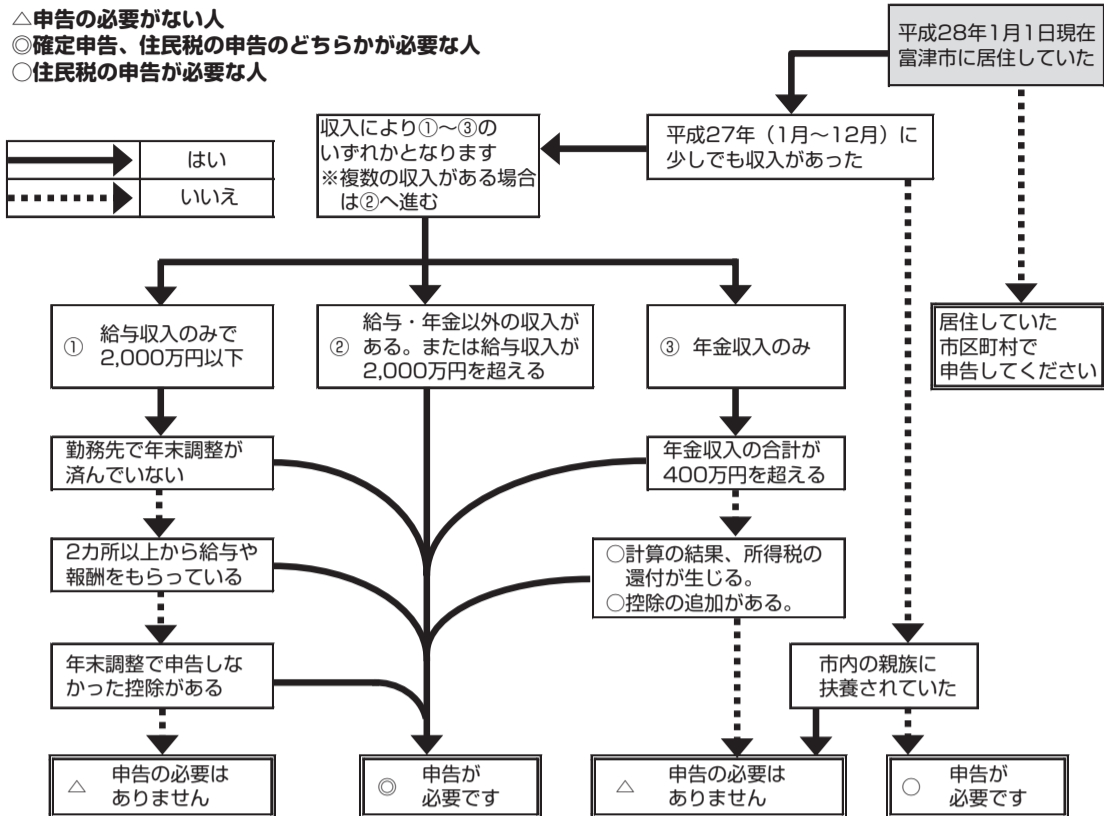 △申告の必要がない人
◎確定申告、住民税の申告のどちらかが必要な人
○住民税の申告が必要な人
平成28年1月1日現在
富津市に居住していた
はい
いいえ
収入により①〜③の
いずれかとなります
※複数の収入がある場合
は②へ進む
平成27年（1月〜12月）に
少しでも収入があった
① 給与収入のみで
2,000万円以下
給与・年金以外の収入が
② ある。または給与収入が
2,000万円を超える
③ 年金収入のみ
居住していた
市区町村で
申告してください
勤務先で年末調整が
済んでいない
年金収入の合計が
400万円を超える
2カ所以上から給与や
報酬をもらっている
○計算の結果、所得税の
還付が生じる。
○控除の追加がある。
年末調整で申告しな
かった控除がある
市内の親族に
扶養されていた
△ 申告の必要は
ありません
◎ 申告が
必要です
△ 申告の必要は
ありません
○ 申告が
必要です